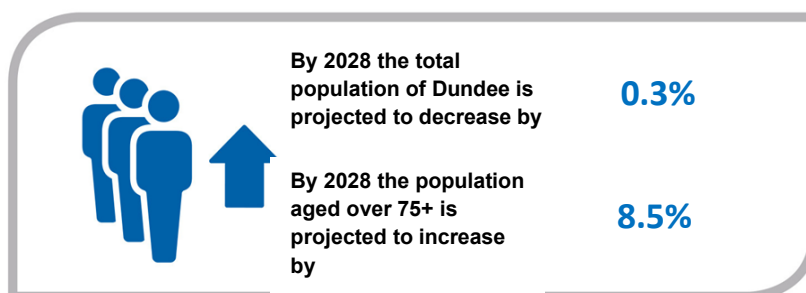 By 2028 the total
population of Dundee is
projected to decrease by
0.3%
By 2028 the population
aged over 75+ is
projected to increase
by
8.5%